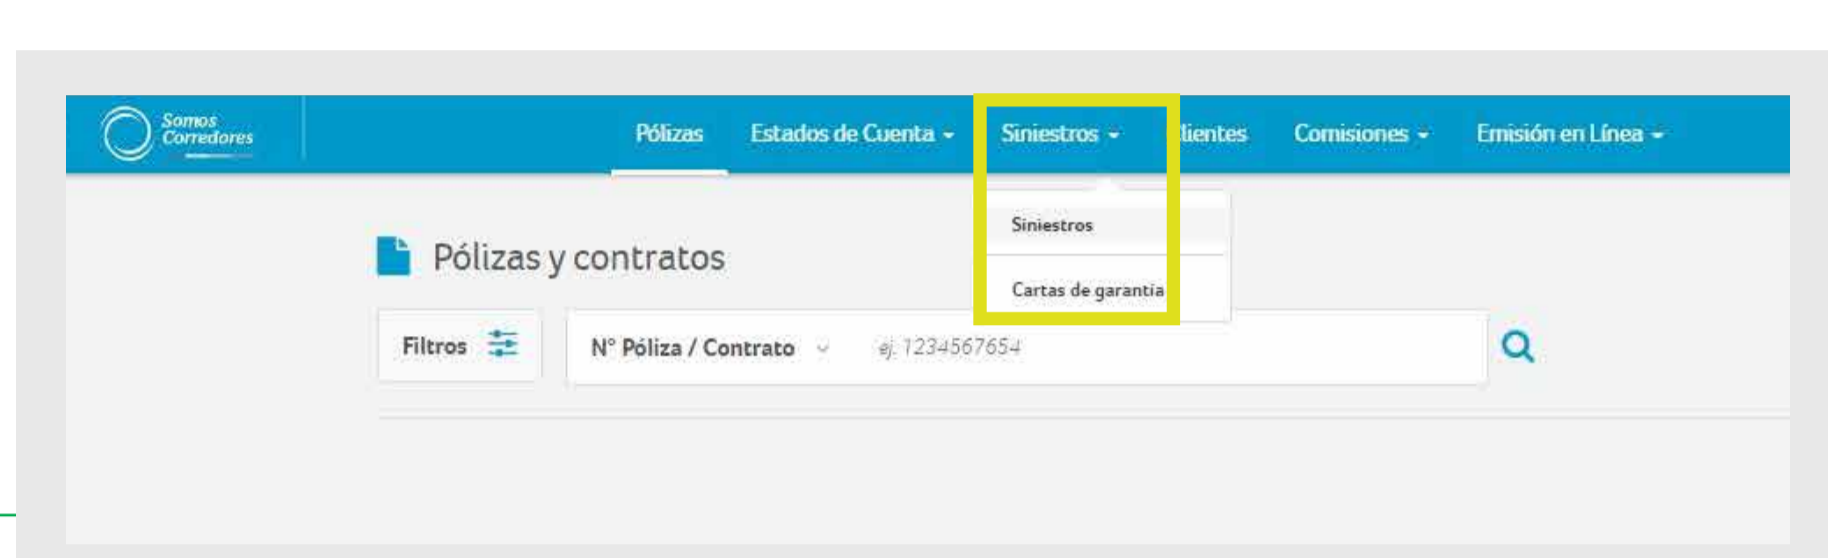 Somos
Corredores
Pólizas Estados de Cuenta Siniestros lientes Comisiones Emisión en Línea
Siniestros
Pólizas y contratos
Cartas de garantía
Filtros N° Póliza / Contrato ej. 1234567654